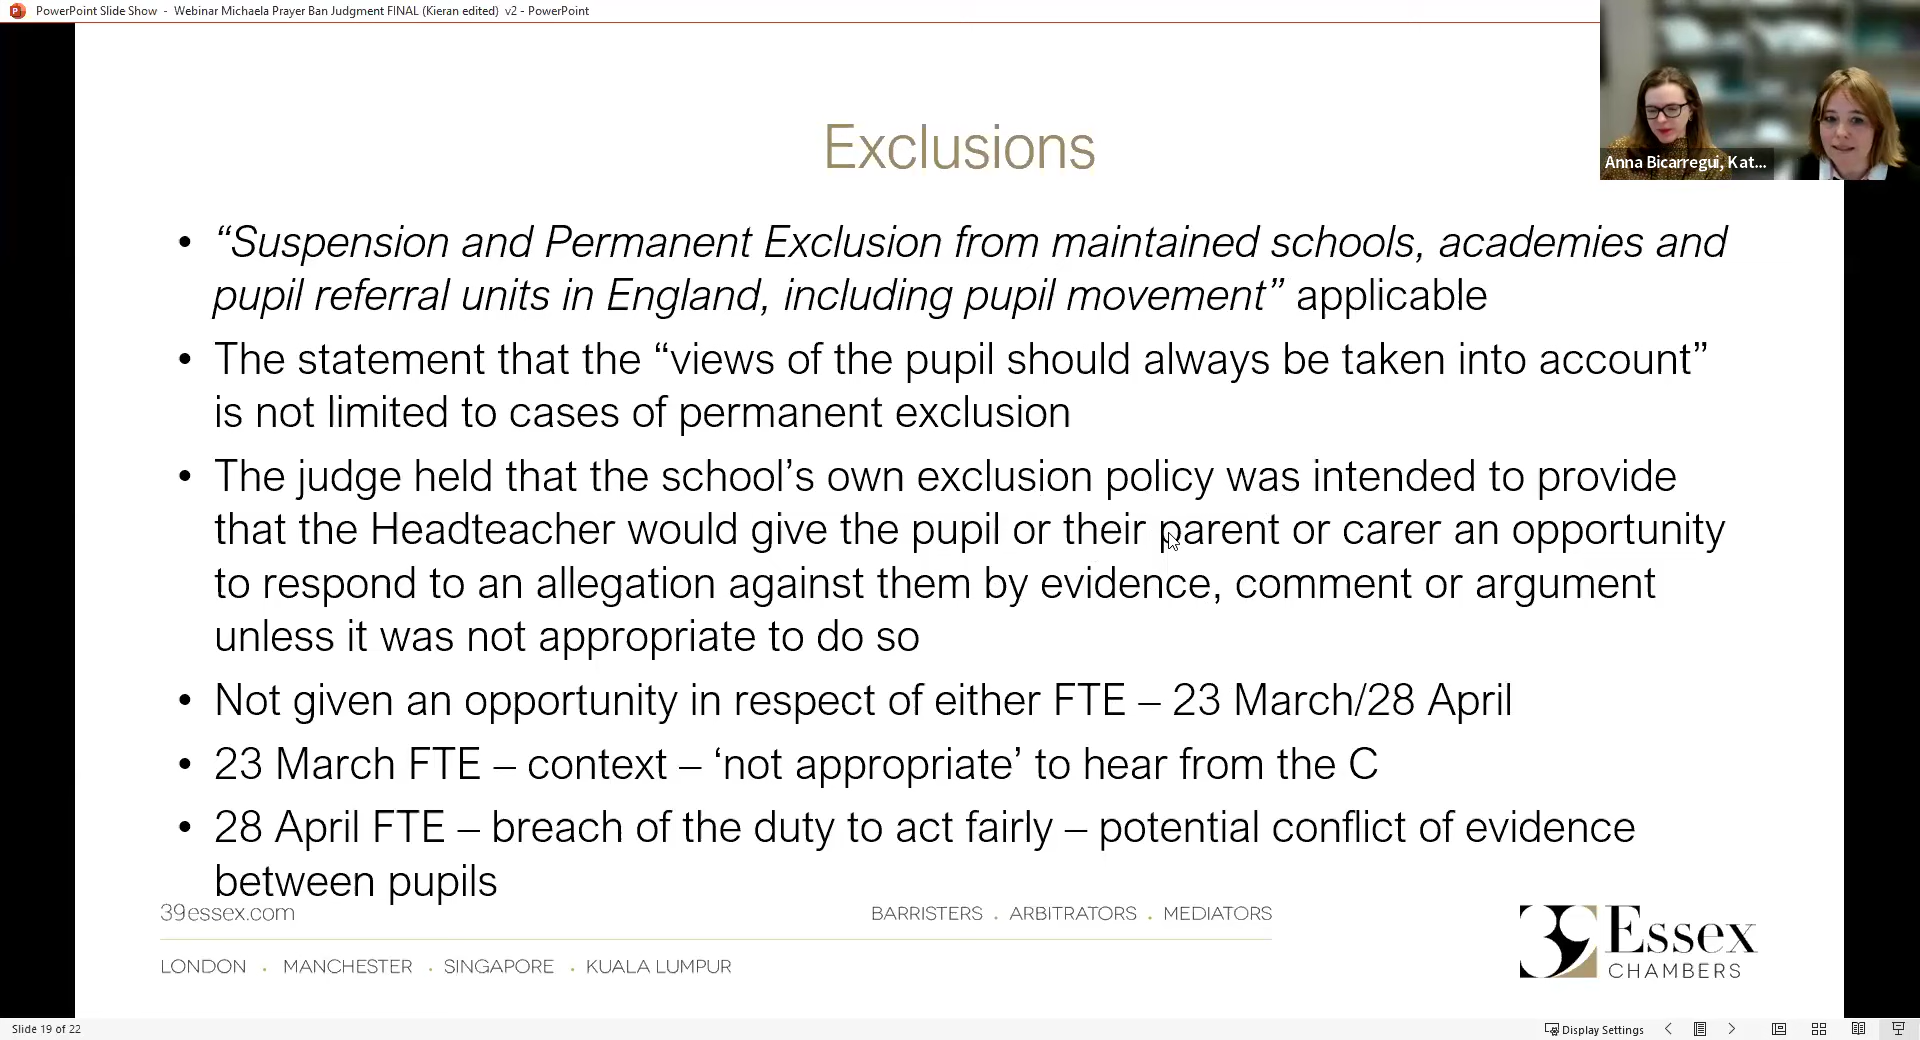 PowerPoint Slide Show - Webinar Michaela Prayer Ban Judgment FINAL (Kieran edited) v2 - PowerPoint
Anna Bicarregui, Kat...
Exclusions
• “Suspension and Permanent Exclusion from maintained schools, academies and
pupil referral units in England, including pupil movement” applicable
• The statement that the “views of the pupil should always be taken into account”
is not limited to cases of permanent exclusion
• The judge held that the school’s own exclusion policy was intended to provide
that the Headteacher would give the pupil or their parent or carer an opportunity
to respond to an allegation against them by evidence, comment or argument
unless it was not appropriate to do so
• Not given an opportunity in respect of either FTE – 23 March/28 April
• 23 March FTE – context – ‘not appropriate’ to hear from the C
• 28 April FTE – breach of the duty to act fairly – potential conflict of evidence
between pupils
39essex.com
BARRISTERS . ARBITRATORS . MEDIATORS
LONDON . MANCHESTER . SINGAPORE . KUALA LUMPUR
39 Essex
CHAMBERS
Slide 19 of 22
Display Settings